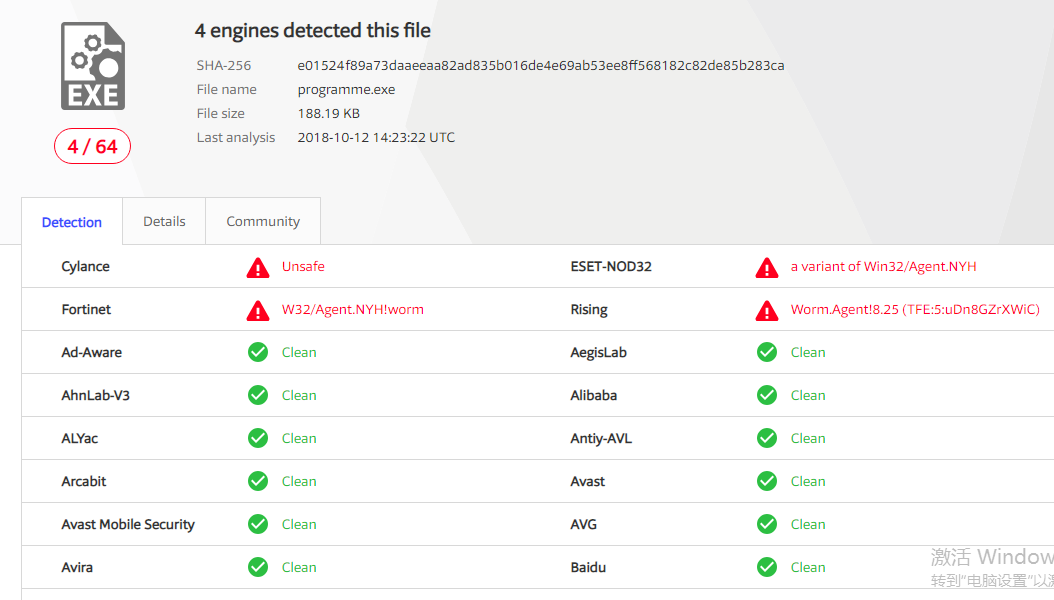 EXE
4 / 64
4 engines detected this file
SHA-256 e01524f89a73daaeeaa82ad835b016de4e69ab53ee8ff568182c82de85b283ca
File name programme.exe
File size 188.19 KB
Last analysis 2018-10-12 14:23:22 UTC
Detection Details Community
Cylance Unsafe ESET-NOD32 a variant of Win32/Agent.NYH
Fortinet W32/Agent.NYH!worm Rising Worm.Agent!8.25 (TFE:5:uDn8GZrXWiC)
Ad-Aware Clean AegisLab Clean
AhnLab-V3 Clean Alibaba Clean
ALYac Clean Antiy-AVL Clean
Arcabit Clean Avast Clean
Avast Mobile Security Clean AVG Clean
Avira Clean Baidu Clean
激活 Window
转到“电脑设置”以